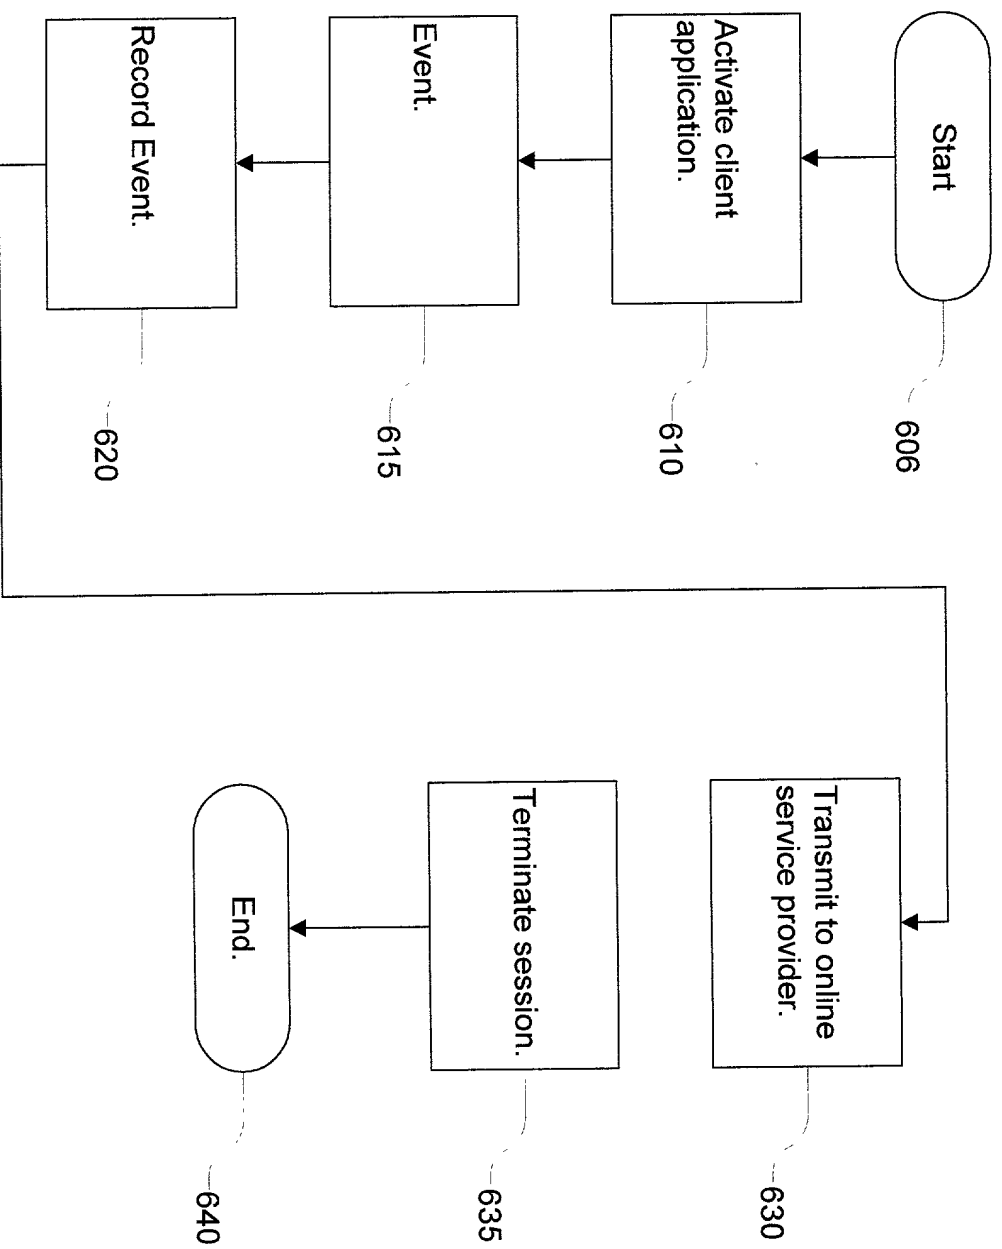 Start
606
Activate client
application.
610
Event.
615
Record Event.
620
Transmit to online
service provider.
630
Terminate session.
635
End.
640